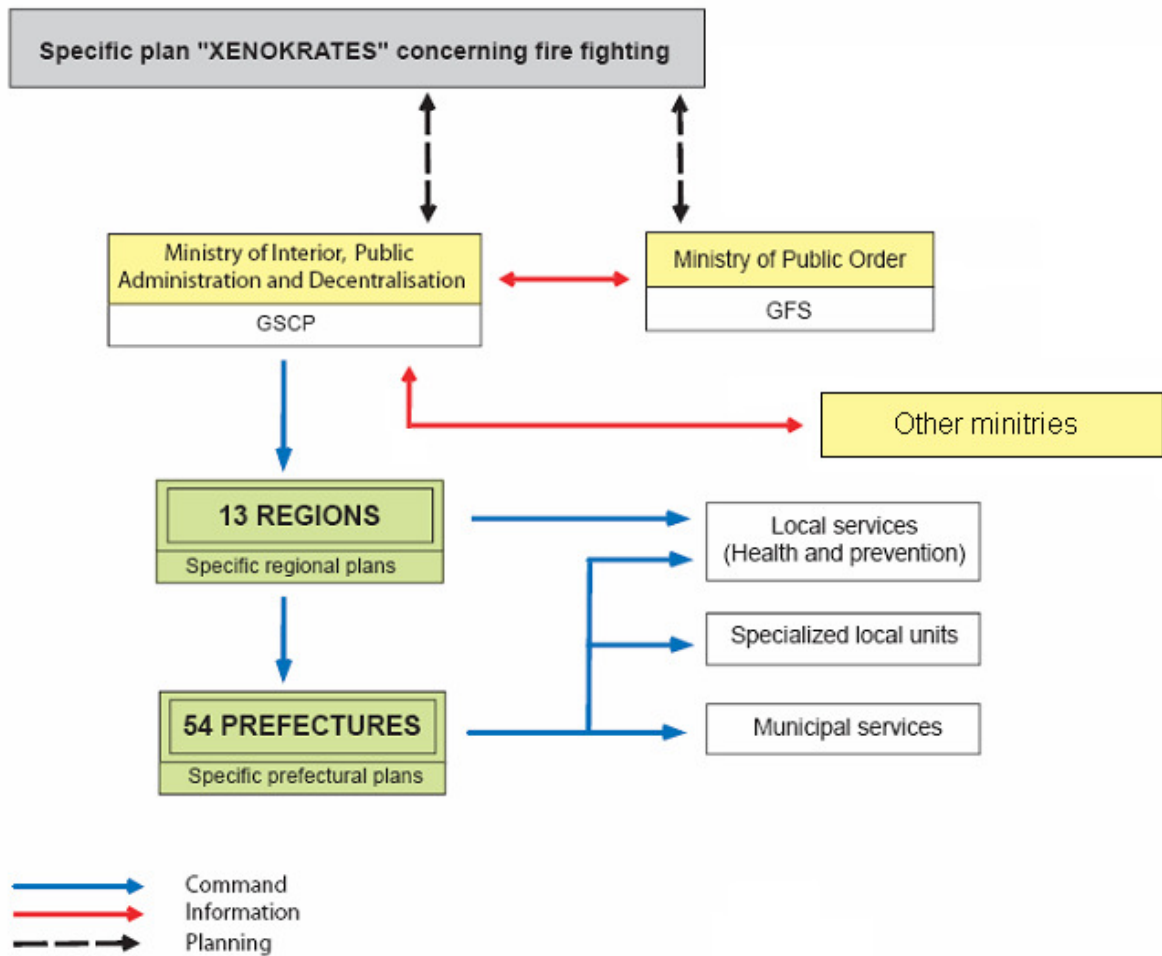 Specific plan "XENOKRATES" concerning fire fighting
Ministry of Interior, Public
Administration and Decentralisation
GSCP
Ministry of Public Order
GFS
Other minitries
13 REGIONS
Specific regional plans
Local services
(Health and prevention)
Specialized local units
54 PREFECTURES
Specific prefectural plans
Municipal services
Command
Information
Planning